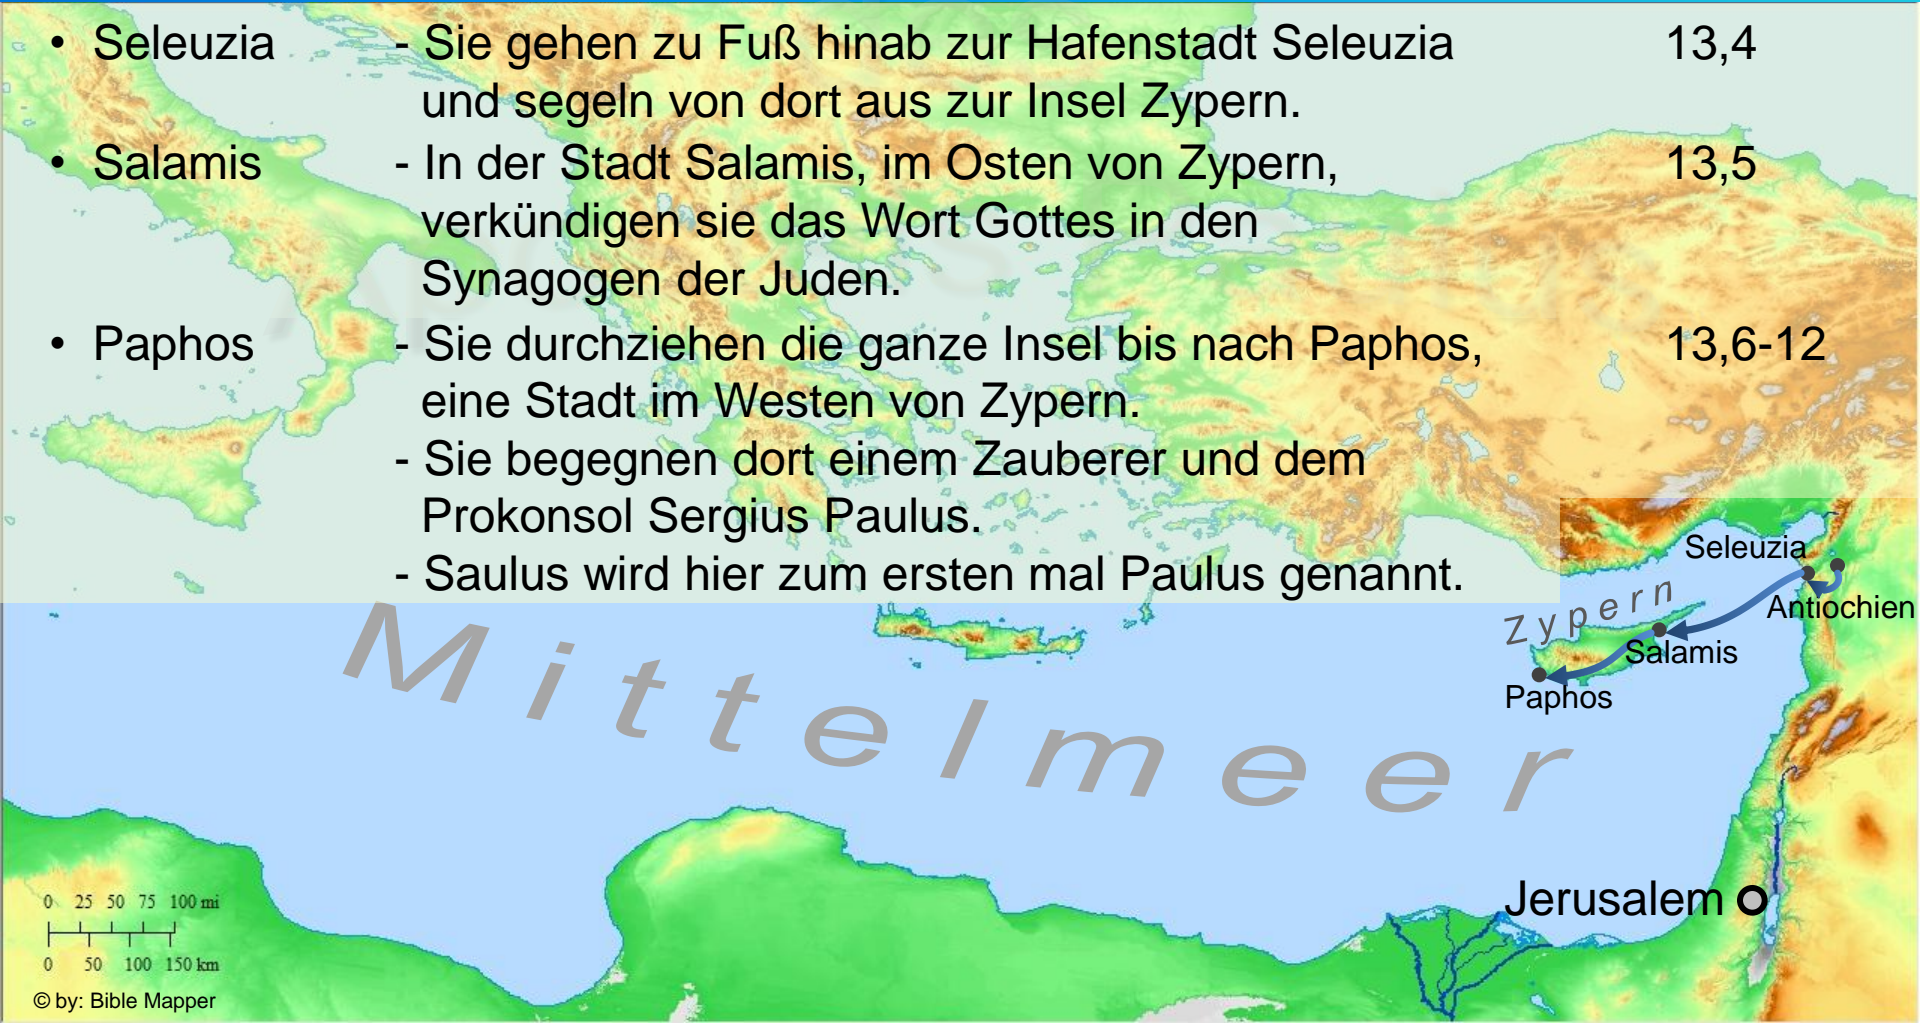 • Seleuzia - Sie gehen zu Fuß hinab zur Hafenstadt Seleuzia 13,4
und segeln von dort aus zur Insel Zypern.
• Salamis - In der Stadt Salamis, im Osten von Zypern, 13,5
verkündigen sie das Wort Gottes in den
Synagogen der Juden.
• Paphos - Sie durchziehen die ganze Insel bis nach Paphos, 13,6-12
eine Stadt im Westen von Zypern.
- Sie begegnen dort einem Zauberer und dem
Prokonsol Sergius Paulus.
- Saulus wird hier zum ersten mal Paulus genannt.
Seleuzia
Antiochien
Zypern
Salamis
Paphos
Mittelmeer
Jerusalem
0 25 50 75 100 mi
0 50 100 150 km
© by: Bible Mapper